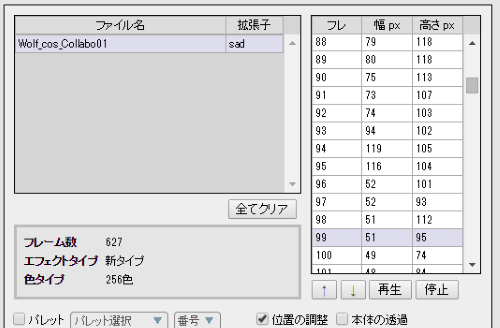 ファイル名 拡張子
Wolf_cos_Collabo01 sad
全てクリア
フレーム数 627
エフェクトタイプ 新タイプ
色タイプ 256色
フレ 幅 px 高さ px
88 79 118
89 80 118
90 75 113
91 73 107
92 74 103
93 94 102
94 119 105
95 116 104
96 52 101
97 52 93
98 51 112
99 51 95
100 49 74
101 48 84
↑ ↓ 再生 停止
パレット パレット選択 ▼ 番号 ▼ 位置の調整 本体の透過